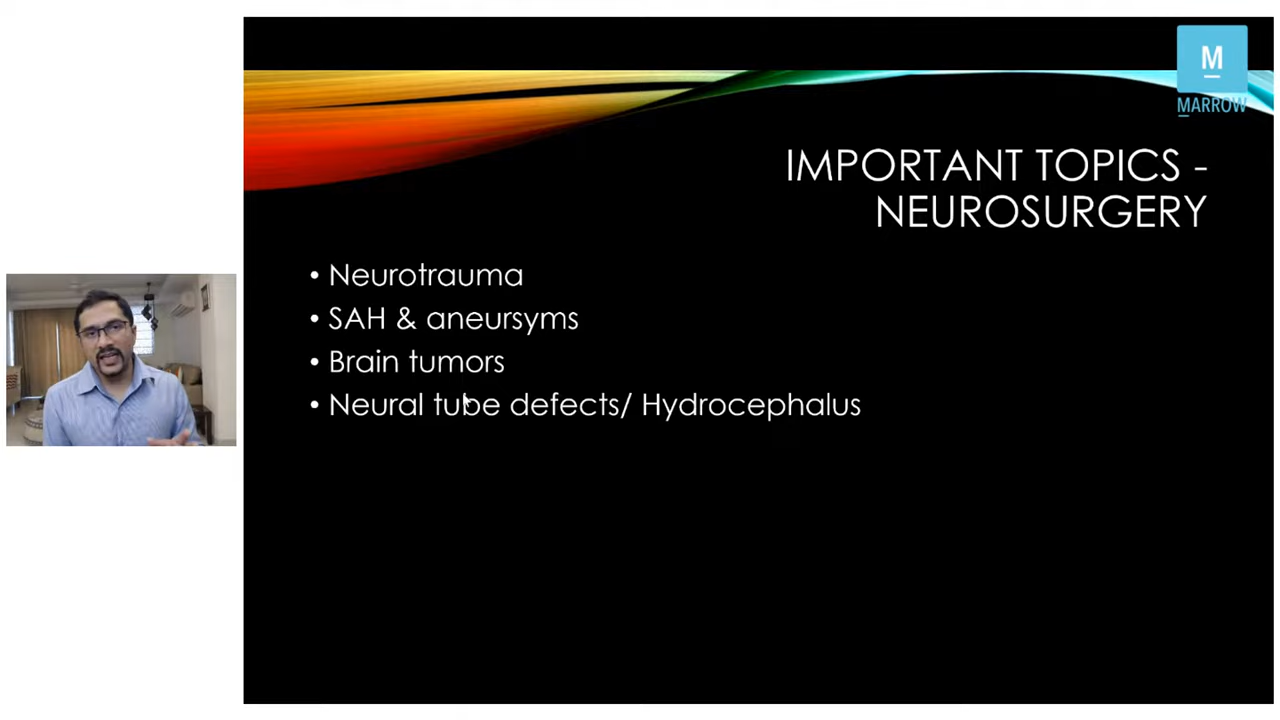 M
MARROW
IMPORTANT TOPICS -
NEUROSURGERY
• Neurotrauma
• SAH & aneursyms
• Brain tumors
• Neural tube defects/ Hydrocephalus